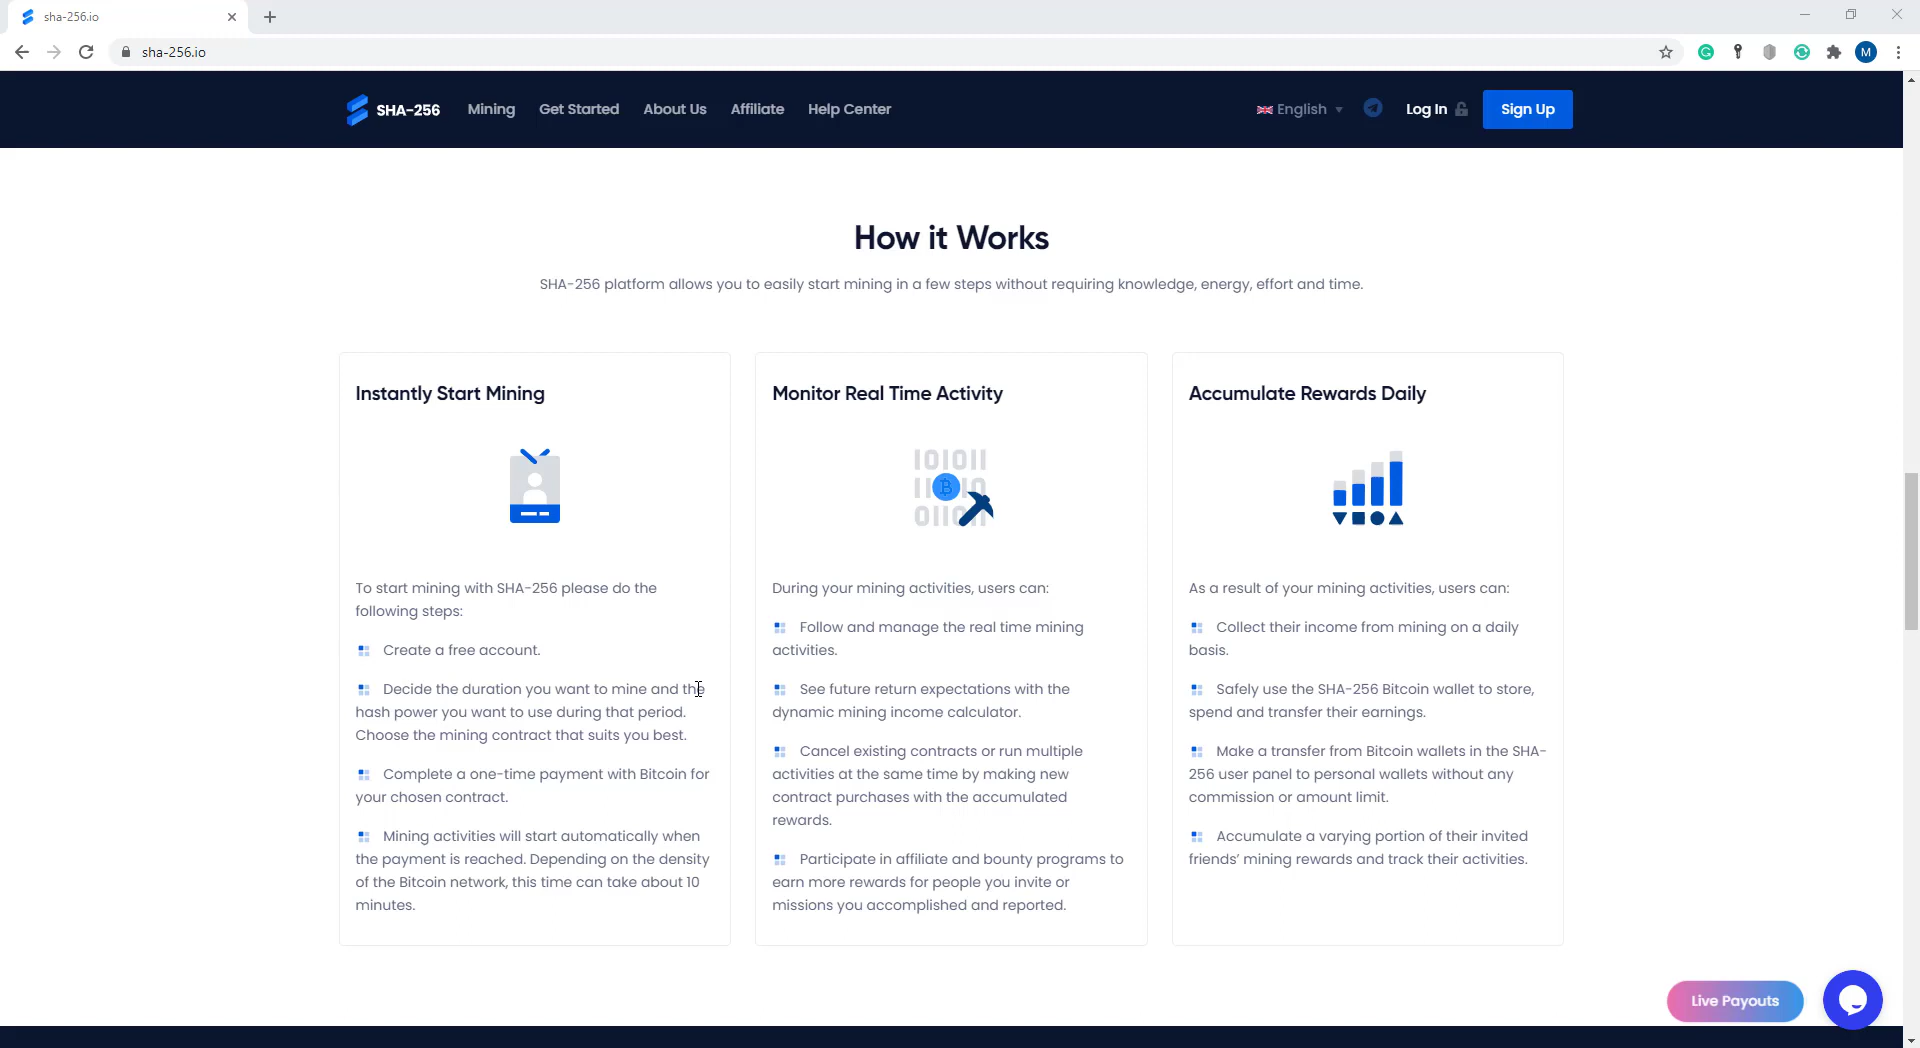 sha-256.io
sha-256.io
M
SHA-256
Mining
Get Started
About Us
Affiliate
Help Center
English
Log In
Sign Up
How it Works
SHA-256 platform allows you to easily start mining in a few steps without requiring knowledge, energy, effort and time.
Instantly Start Mining
To start mining with SHA-256 please do the
following steps:
Create a free account.
Decide the duration you want to mine and the
hash power you want to use during that period.
Choose the mining contract that suits you best.
Complete a one-time payment with Bitcoin for
your chosen contract.
Mining activities will start automatically when
the payment is reached. Depending on the density
of the Bitcoin network, this time can take about 10
minutes.
Monitor Real Time Activity
101011
11 10
0110
During your mining activities, users can:
Follow and manage the real time mining
activities.
See future return expectations with the
dynamic mining income calculator.
Cancel existing contracts or run multiple
activities at the same time by making new
contract purchases with the accumulated
rewards.
Participate in affiliate and bounty programs to
earn more rewards for people you invite or
missions you accomplished and reported.
Accumulate Rewards Daily
As a result of your mining activities, users can:
Collect their income from mining on a daily
basis.
Safely use the SHA-256 Bitcoin wallet to store,
spend and transfer their earnings.
Make a transfer from Bitcoin wallets in the SHA-
256 user panel to personal wallets without any
commission or amount limit.
Accumulate a varying portion of their invited
friends’ mining rewards and track their activities.
Live Payouts